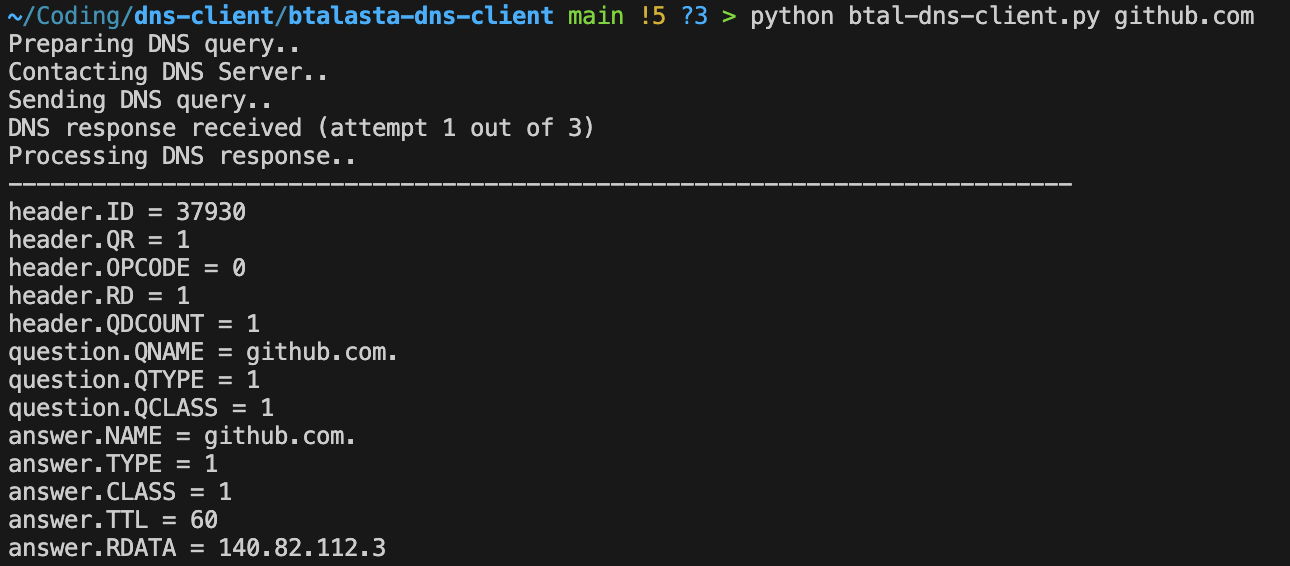 ~/Coding/dns-client/btalasta-dns-client main !5 ?3 > python btal-dns-client.py github.com
Preparing DNS query..
Contacting DNS Server..
Sending DNS query..
DNS response received (attempt 1 out of 3)
Processing DNS response..
----------------------------------------------------------------------------
header.ID = 37930
header.QR = 1
header.OPCODE = 0
header.RD = 1
header.QDCOUNT = 1
question.QNAME = github.com.
question.QTYPE = 1
question.QCLASS = 1
answer.NAME = github.com.
answer.TYPE = 1
answer.CLASS = 1
answer.TTL = 60
answer.RDATA = 140.82.112.3